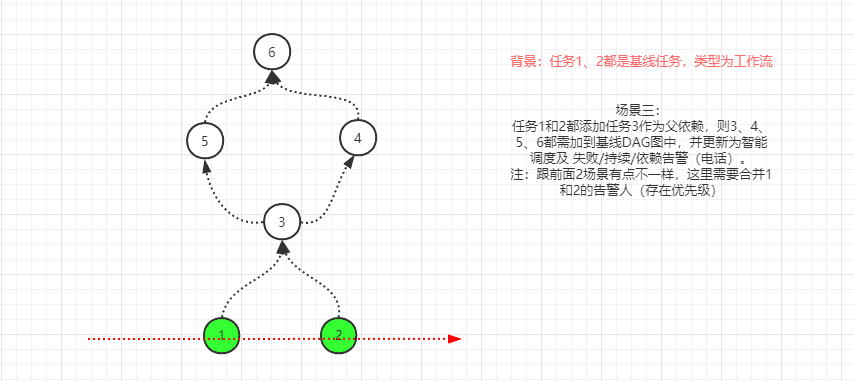 6
背景：任务1、2都是基线任务，类型为工作流
场景三：
任务1和2都添加任务3作为父依赖，则3、4、
5、6都需加到基线DAG图中，并更新为智能
调度及 失败/持续/依赖告警（电话）。
注：跟前面2场景有点不一样，这里需要合并1
和2的告警人（存在优先级）
5
4
3
1
2